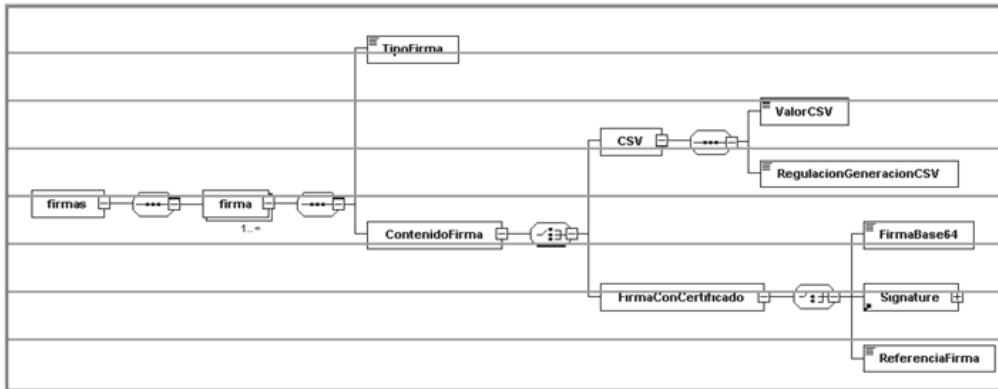 TipoFirma
ValorCSV
CSV
RegulacionGeneracionCSV
firmas
firma
1..∞
ContenidoFirma
FirmaBase64
FirmaConCertificado
Signature
ReferenciaFirma